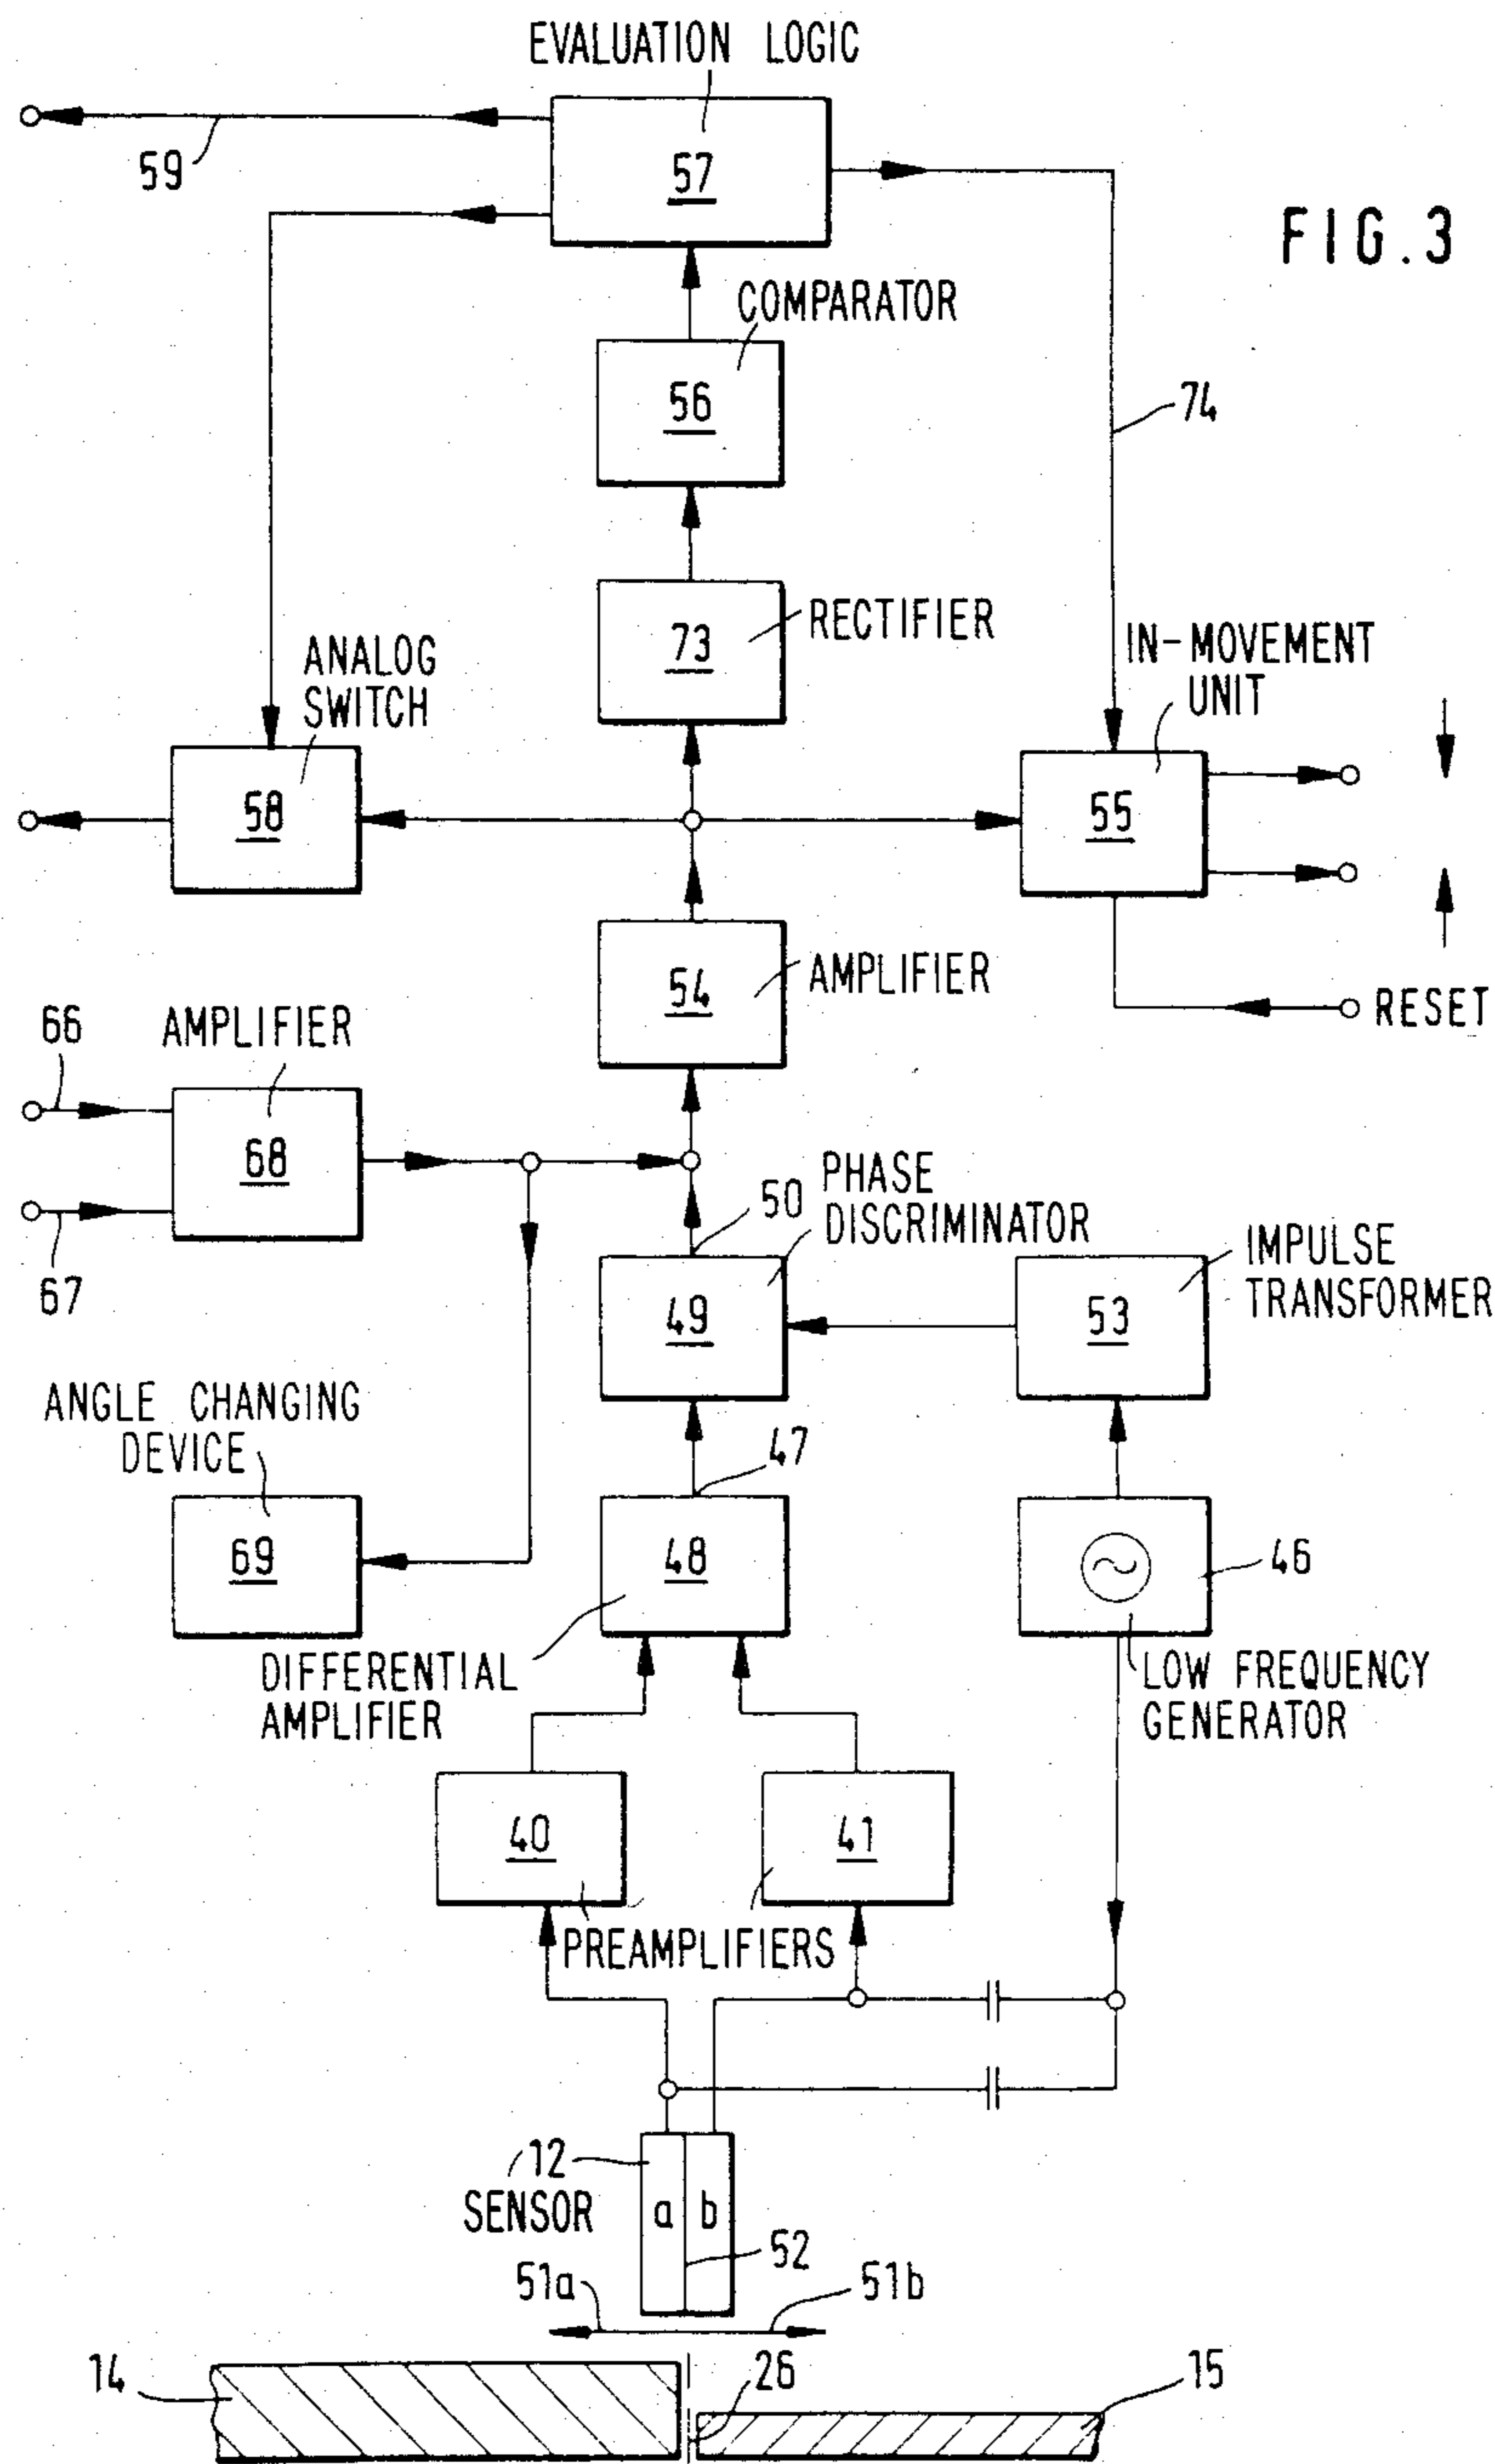 EVALUATION LOGIC
59
57
FIG.3
COMPARATOR
56
74
73
RECTIFIER
ANALOG
SWITCH
IN-MOVEMENT
UNIT
58
55
54
AMPLIFIER
RESET
66
AMPLIFIER
68
67
50
PHASE
DISCRIMINATOR
49
IMPULSE
TRANSFORMER
53
ANGLE CHANGING
DEVICE
47
69
48
46
DIFFERENTIAL
AMPLIFIER
LOW FREQUENCY
GENERATOR
40
41
PREAMPLIFIERS
12
SENSOR
a
b
52
51a
51b
14
26
15